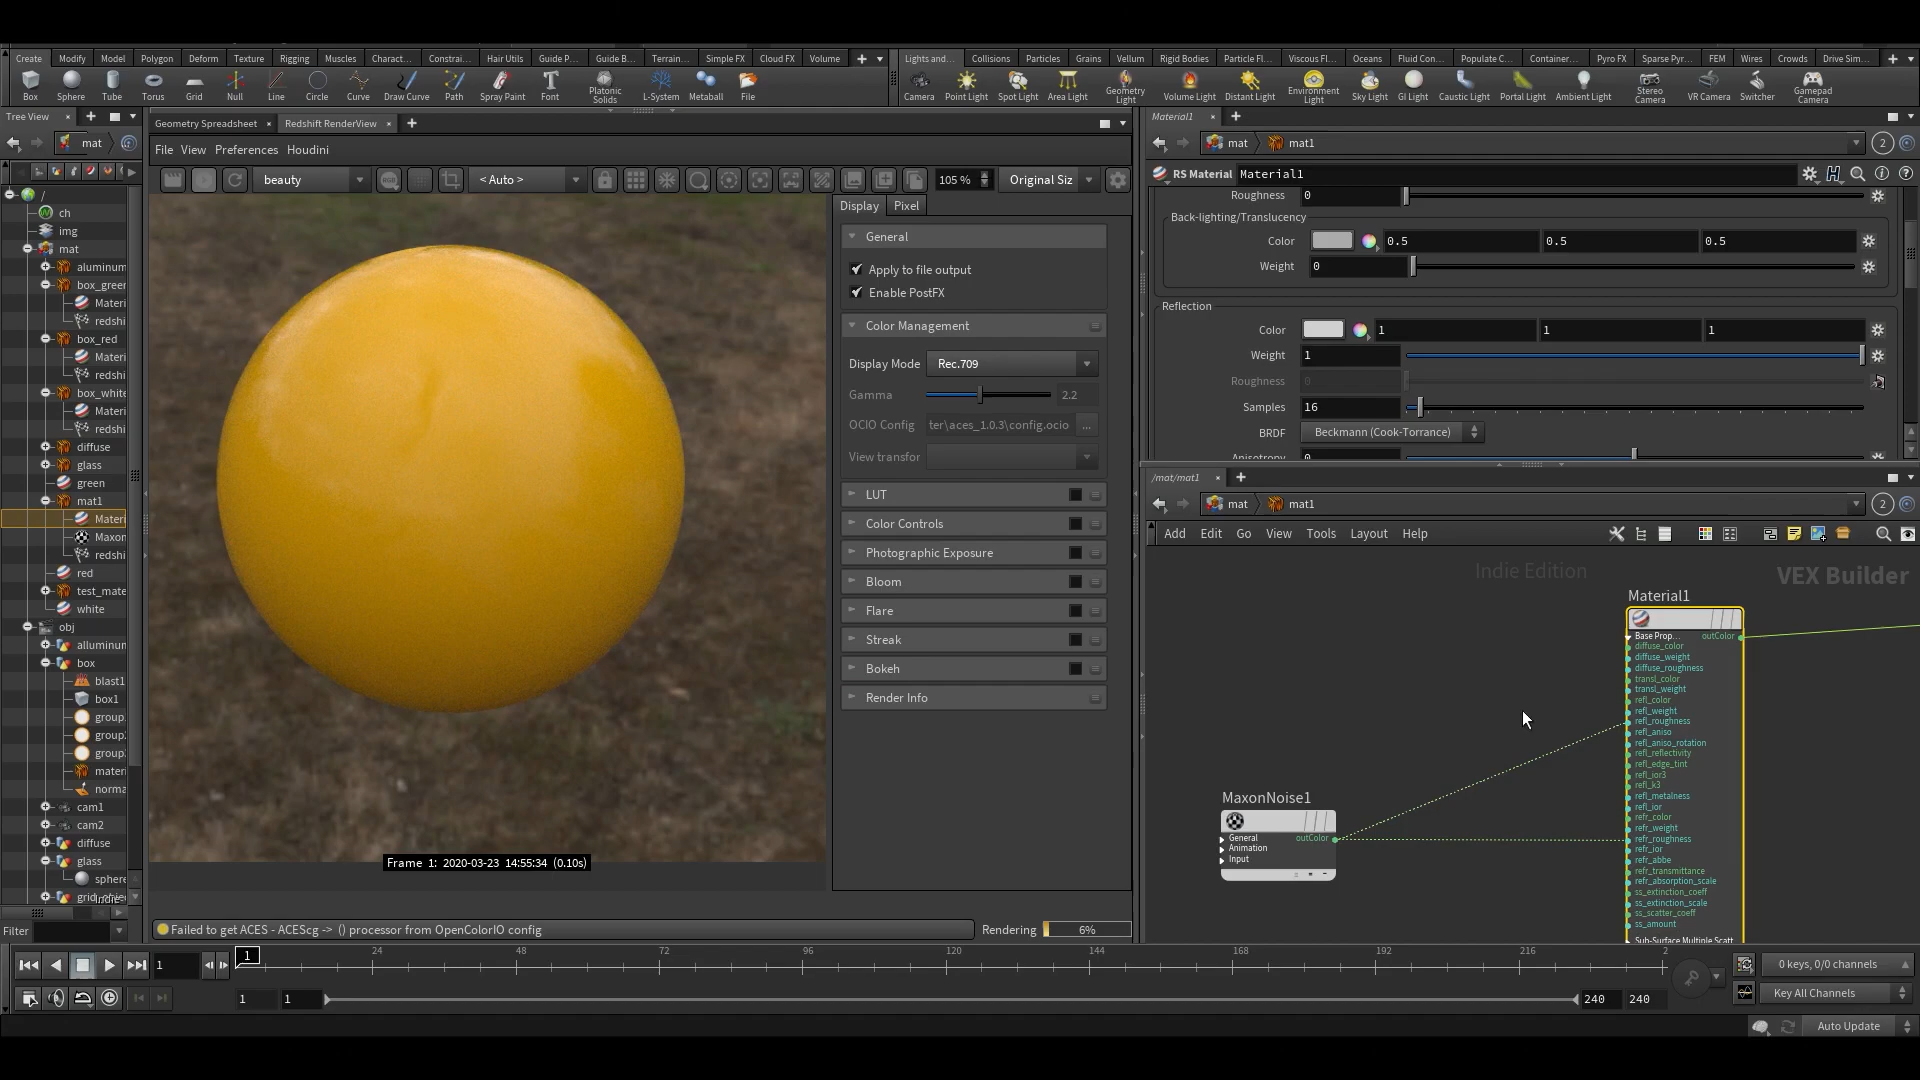 Create Modify Model Polygon Deform Texture Rigging Muscles Charact... Constrai... Hair Utils Guide P... Guide B... Terrain... Simple FX Cloud FX Volume
Lights and... Collisions Particles Grains Vellum Rigid Bodies Particle Fl... Viscous Fl... Oceans Fluid Con... Populate C... Container... Pyro FX Sparse Pyr... FEM Wires Crowds Drive Sim...
Box Sphere Tube Torus Grid Null Line Circle Curve Draw Curve Path Spray Paint Font Platonic Solids L-System Metaball File
Camera Point Light Spot Light Area Light Geometry Light Volume Light Distant Light Environment Light Sky Light GI Light Caustic Light Portal Light Ambient Light Stereo Camera VR Camera Switcher Gamepad Camera
Tree View
mat
/
ch
img
mat
aluminum
box_green
Materi
redshi
box_red
Materi
redshi
box_white
Materi
redshi
diffuse
glass
green
mat1
Materi
Maxon
redshi
red
test_mate
white
obj
alluminun
box
blast1
box1
group
group
group
materi
norma
cam1
cam2
diffuse
glass
sphere
Filter
Geometry Spreadsheet
Redshift RenderView
File View Preferences Houdini
beauty
< Auto >
105 %
Original Siz
Frame 1: 2020-03-23 14:55:34 (0.10s)
Display Pixel
General
Apply to file output
Enable PostFX
Color Management
Display Mode Rec.709
Gamma 2.2
OCIO Config ter\aces_1.0.3\config.ocio ...
View transfor
LUT
Color Controls
Photographic Exposure
Bloom
Flare
Streak
Bokeh
Render Info
Failed to get ACES - ACEScg -> () processor from OpenColorIO config
Rendering 6%
Material1
mat mat1 2
RS Material Material1
Roughness 0
Back-lighting/Translucency
Color 0.5 0.5 0.5
Weight 0
Reflection
Color 1 1 1
Weight 1
Roughness 0
Samples 16
BRDF Beckmann (Cook-Torrance)
Anisotropy 0
/mat/mat1
mat mat1 2
Add Edit Go View Tools Layout Help
Indie Edition
VEX Builder
Material1
Base Prop... outColor
diffuse_color
diffuse_weight
diffuse_roughness
transl_color
transl_weight
refl_color
refl_weight
refl_roughness
refl_aniso
refl_aniso_rotation
refl_reflectivity
refl_edge_tint
refl_ior3
refl_k3
refl_metalness
refl_ior
refr_color
refr_weight
refr_roughness
refr_ior
refr_abbe
refr_transmittance
refr_absorption_scale
ss_extinction_coeff
ss_extinction_scale
ss_scatter_coeff
ss_amount
Sub-Surface Multiple Scatt
MaxonNoise1
General outColor
Animation
Input
1
1 24 48 72 96 120 144 168 192 216 2
0 keys, 0/0 channels
1 1 240 240
Key All Channels
Auto Update